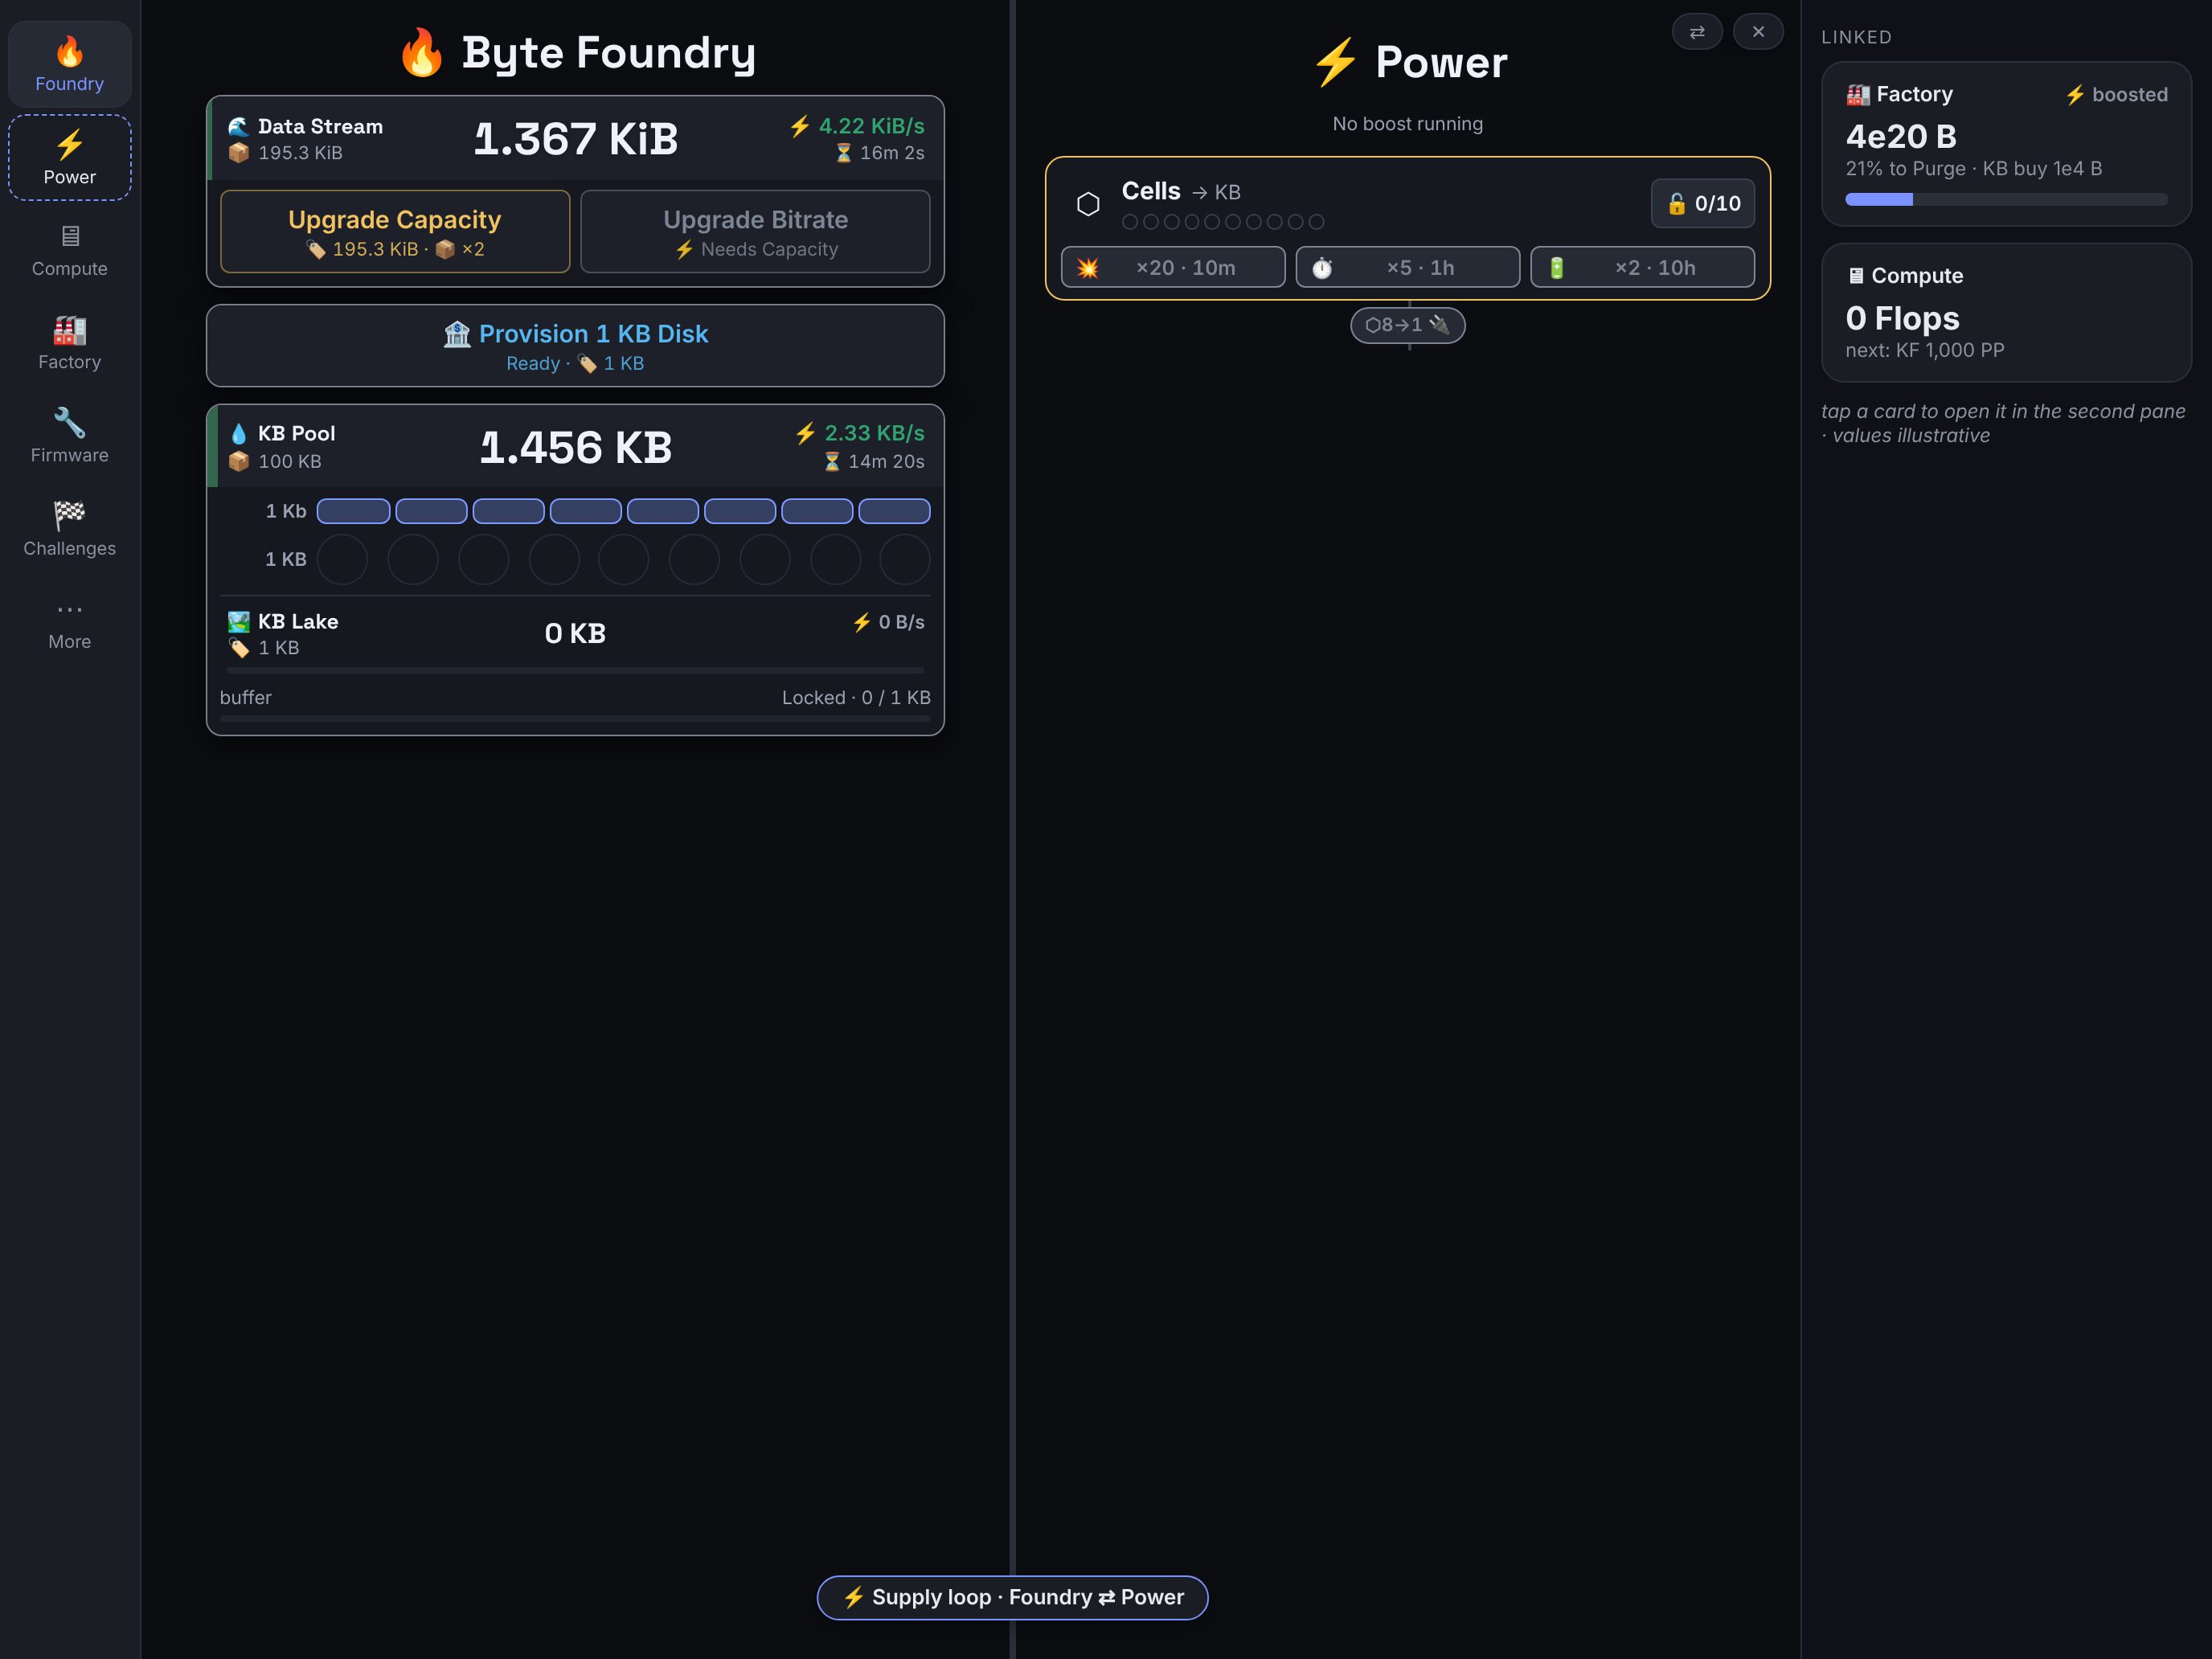 🔥 Foundry
⚡ Power
🖥 Compute
🏭 Factory
🔧 Firmware
🏁 Challenges
⋯ More
🔥 Byte Foundry
🌊 Data Stream
📦 195.3 KiB
1.367 KiB
⚡ 4.22 KiB/s
⏳ 16m 2s
Upgrade Capacity
🏷️ 195.3 KiB · 📦 ×2
Upgrade Bitrate
⚡ Needs Capacity
🏦 Provision 1 KB Disk
Ready · 🏷️ 1 KB
💧 KB Pool
📦 100 KB
1.456 KB
⚡ 2.33 KB/s
⏳ 14m 20s
1 Kb
1 KB
🏞️ KB Lake
🏷️ 1 KB
0 KB
⚡ 0 B/s
buffer
Locked · 0 / 1 KB
⚡ Power
⇄
✕
No boost running
⬡ Cells → KB
🔓 0/10
💥 ×20 · 10m
⏱️ ×5 · 1h
🔋 ×2 · 10h
⬡8→1 🔌
⚡ Supply loop · Foundry ⇄ Power
LINKED
🏭 Factory
⚡ boosted
4e20 B
21% to Purge · KB buy 1e4 B
🖥 Compute
0 Flops
next: KF 1,000 PP
tap a card to open it in the second pane
· values illustrative